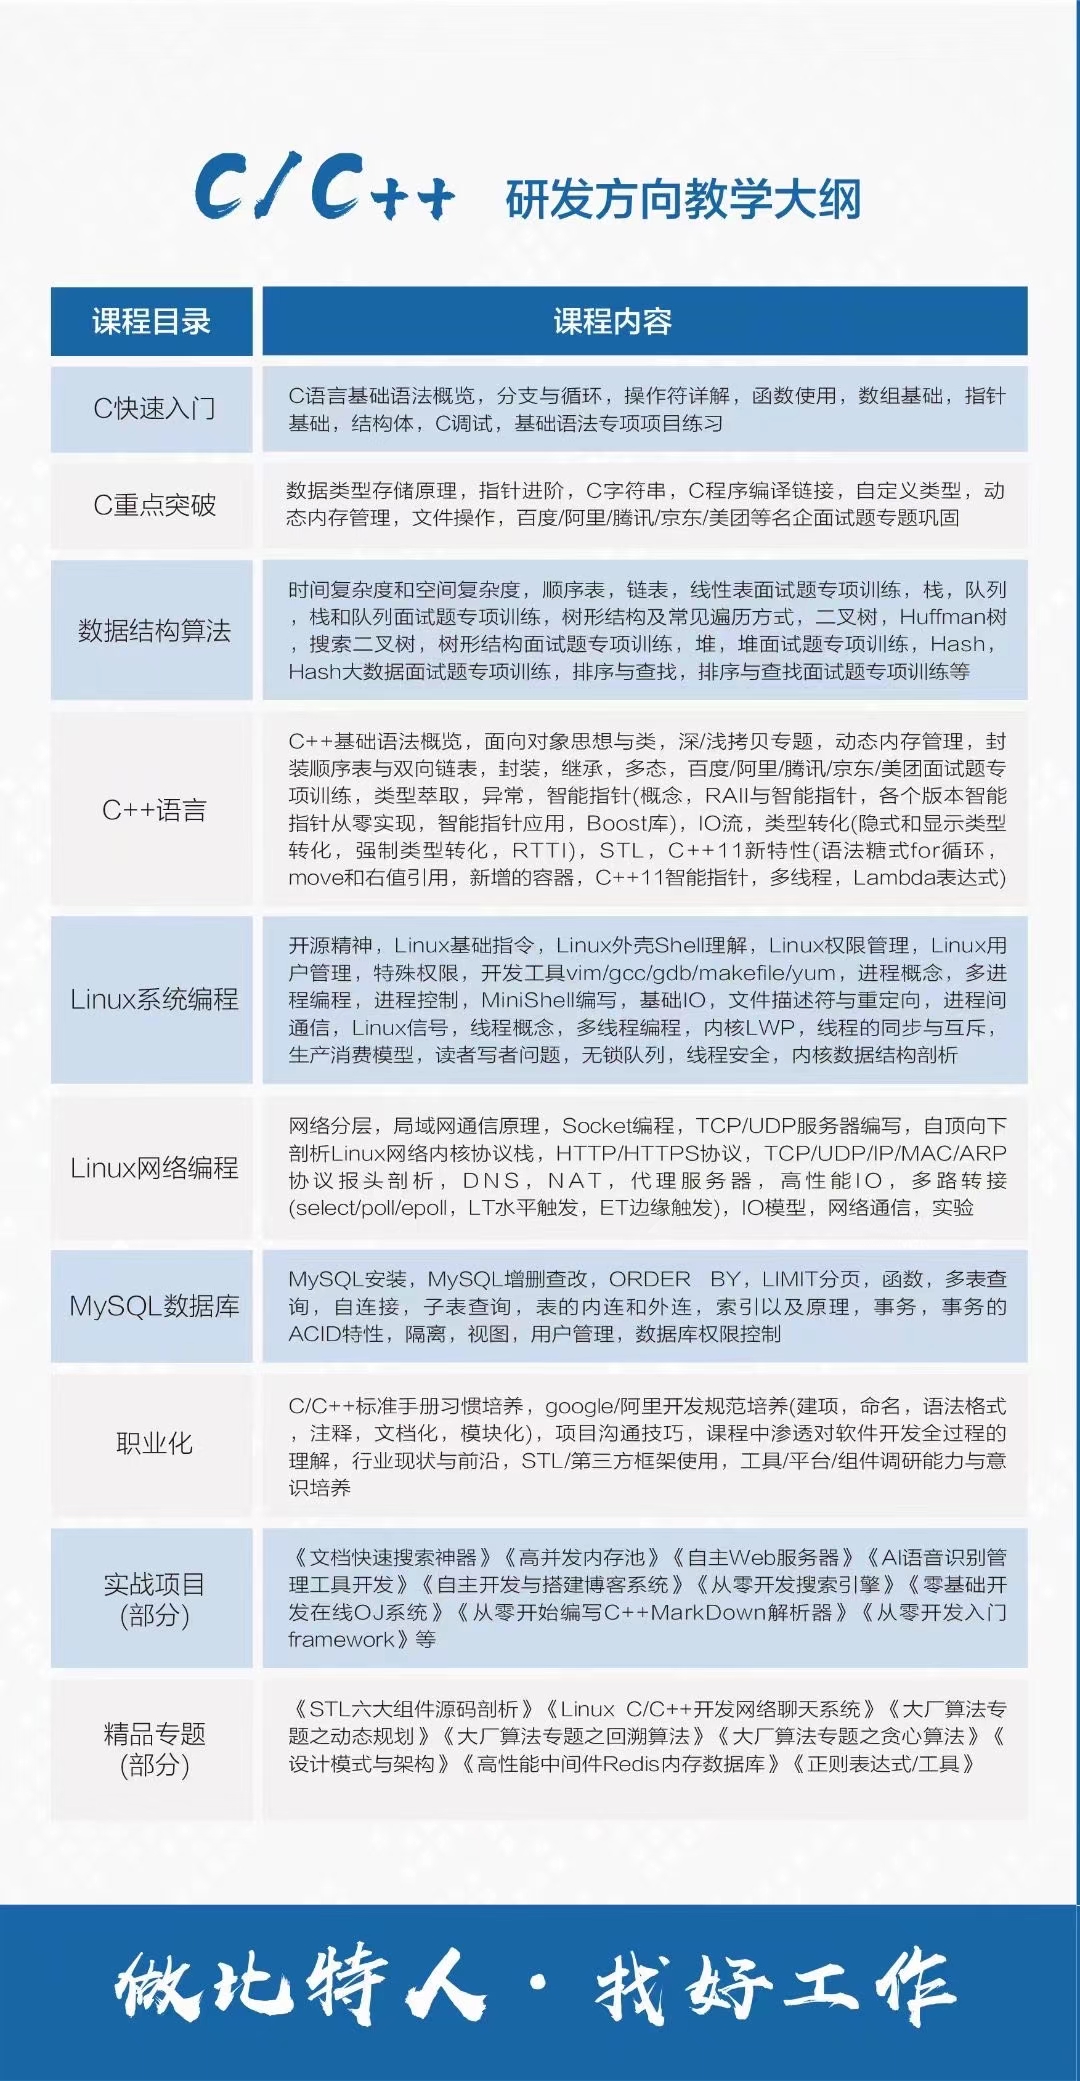 C/C++ 研发方向教学大纲
课程目录
课程内容
C快速入门
C语言基础语法概览，分支与循环，操作符详解，函数使用，数组基础，指针
基础，结构体，C调试，基础语法专项项目练习
C重点突破
数据类型存储原理，指针进阶，C字符串，C程序编译链接，自定义类型，动
态内存管理，文件操作，百度/阿里/腾讯/京东/美团等名企面试题专题巩固
数据结构算法
时间复杂度和空间复杂度，顺序表，链表，线性表面试题专项训练，栈，队列
，栈和队列面试题专项训练，树形结构及常见遍历方式，二叉树，Huffman树
，搜索二叉树，树形结构面试题专项训练，堆，堆面试题专项训练，Hash，
Hash大数据面试题专项训练，排序与查找，排序与查找面试题专项训练等
C++语言
C++基础语法概览，面向对象思想与类，深/浅拷贝专题，动态内存管理，封
装顺序表与双向链表，封装，继承，多态，百度/阿里/腾讯/京东/美团面试题专
项训练，类型萃取，异常，智能指针(概念，RAII与智能指针，各个版本智能
指针从零实现，智能指针应用，Boost库)，IO流，类型转化(隐式和显示类型
转化，强制类型转化，RTTI)，STL，C++11新特性(语法糖式for循环，
move和右值引用，新增的容器，C++11智能指针，多线程，Lambda表达式)
Linux系统编程
开源精神，Linux基础指令，Linux外壳Shell理解，Linux权限管理，Linux用
户管理，特殊权限，开发工具vim/gcc/gdb/makefile/yum，进程概念，多进
程编程，进程控制，MiniShell编写，基础IO，文件描述符与重定向，进程间
通信，Linux信号，线程概念，多线程编程，内核LWP，线程的同步与互斥，
生产消费模型，读者写者问题，无锁队列，线程安全，内核数据结构剖析
Linux网络编程
网络分层，局域网通信原理，Socket编程，TCP/UDP服务器编写，自顶向下
剖析Linux网络内核协议栈，HTTP/HTTPS协议，TCP/UDP/IP/MAC/ARP
协议报头剖析，DNS，NAT，代理服务器，高性能IO，多路转接
(select/poll/epoll，LT水平触发，ET边缘触发)，IO模型，网络通信，实验
MySQL数据库
MySQL安装，MySQL增删查改，ORDER BY，LIMIT分页，函数，多表查
询，自连接，子表查询，表的内连和外连，索引以及原理，事务，事务的
ACID特性，隔离，视图，用户管理，数据库权限控制
职业化
C/C++标准手册习惯培养，google/阿里开发规范培养(建项，命名，语法格式
，注释，文档化，模块化)，项目沟通技巧，课程中渗透对软件开发全过程的
理解，行业现状与前沿，STL/第三方框架使用，工具/平台/组件调研能力与意
识培养
实战项目
(部分)
《文档快速搜索神器》《高并发内存池》《自主Web服务器》《AI语音识别管
理工具开发》《自主开发与搭建博客系统》《从零开发搜索引擎》《零基础开
发在线OJ系统》《从零开始编写C++MarkDown解析器》《从零开发入门
framework》等
精品专题
(部分)
《STL六大组件源码剖析》《Linux C/C++开发网络聊天系统》《大厂算法专
题之动态规划》《大厂算法专题之回溯算法》《大厂算法专题之贪心算法》《
设计模式与架构》《高性能中间件Redis内存数据库》《正则表达式/工具》
做比特人·找好工作